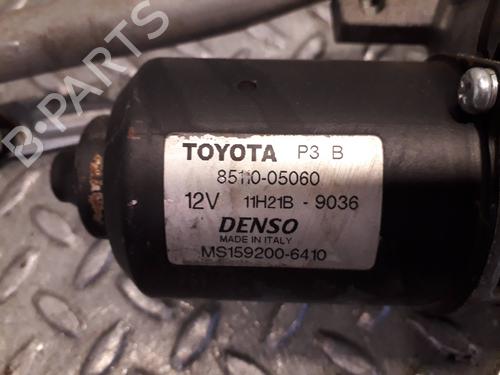 B-PARTS
TOYOTA P3 B
85110-05060
12V 11H21B - 9036
DENSO
MADE IN ITALY
MS159200-6410